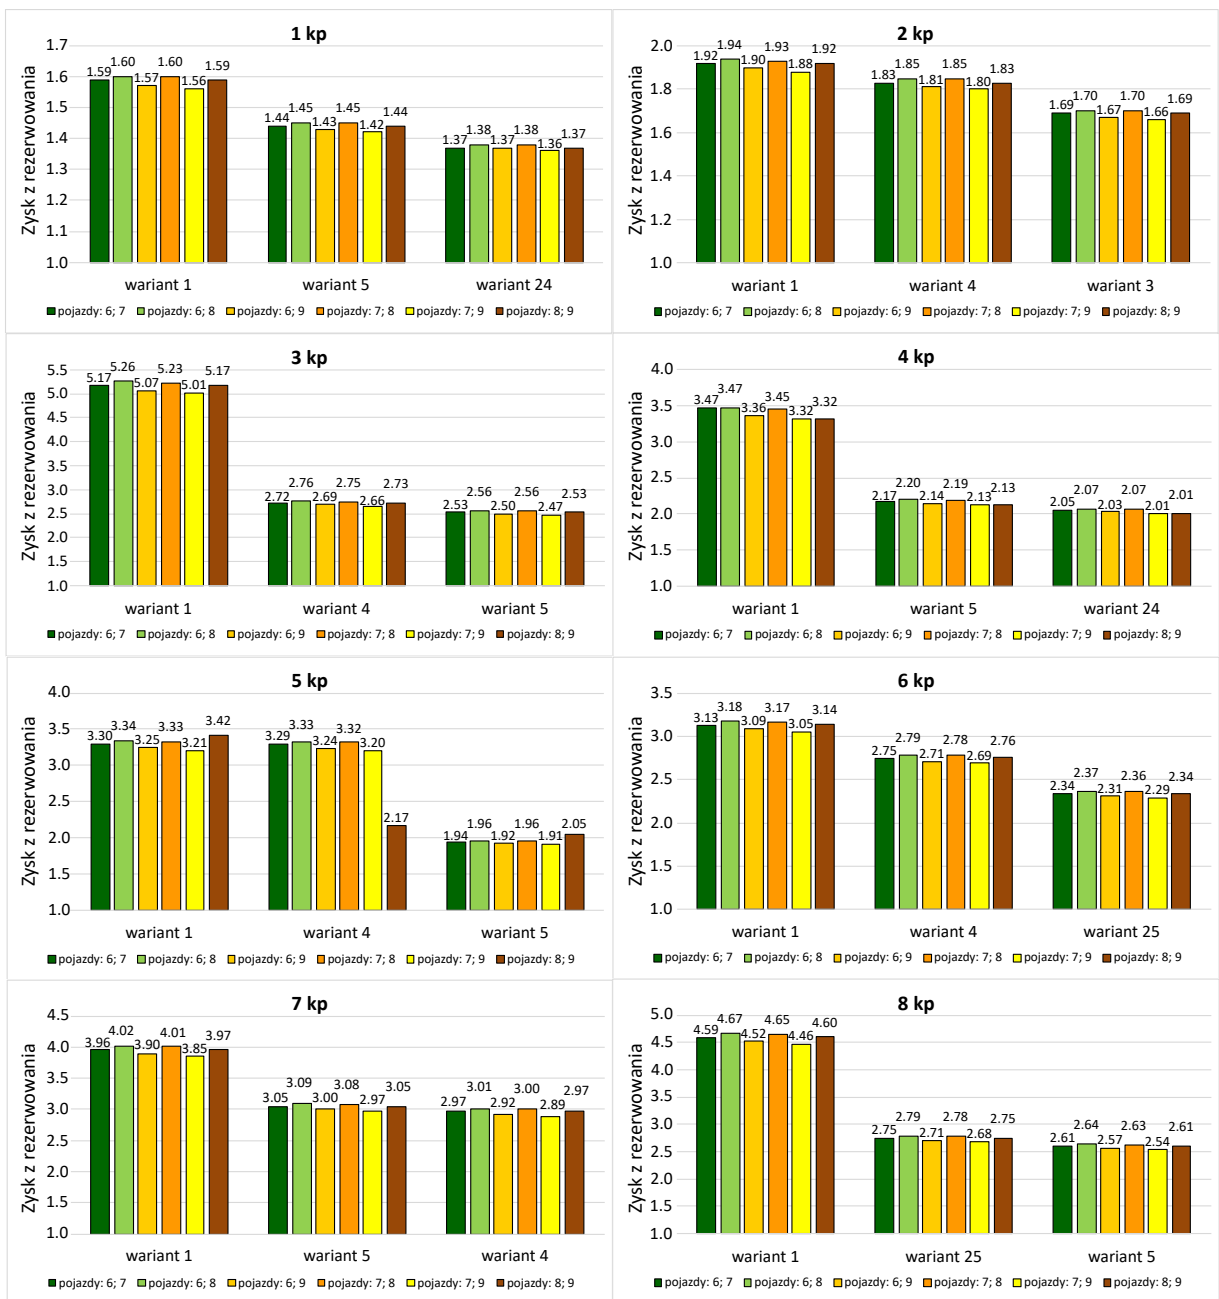 1 kp
Zysk z rezerwowania
1.7
1.6
1.5
1.4
1.3
1.2
1.1
1.0
1.59 1.60 1.57 1.60 1.56 1.59
1.44 1.45 1.43 1.45 1.42 1.44
1.37 1.38 1.37 1.38 1.36 1.37
wariant 1 wariant 5 wariant 24
pojazdy: 6; 7 pojazdy: 6; 8 pojazdy: 6; 9 pojazdy: 7; 8 pojazdy: 7; 9 pojazdy: 8; 9
2 kp
Zysk z rezerwowania
2.0
1.8
1.6
1.4
1.2
1.0
1.92 1.94 1.90 1.93 1.88 1.92
1.83 1.85 1.81 1.85 1.80 1.83
1.69 1.70 1.67 1.70 1.66 1.69
wariant 1 wariant 4 wariant 3
pojazdy: 6; 7 pojazdy: 6; 8 pojazdy: 6; 9 pojazdy: 7; 8 pojazdy: 7; 9 pojazdy: 8; 9
3 kp
Zysk z rezerwowania
5.5
5.0
4.5
4.0
3.5
3.0
2.5
2.0
1.5
1.0
5.17 5.26 5.07 5.23 5.01 5.17
2.72 2.76 2.69 2.75 2.66 2.73
2.53 2.56 2.50 2.56 2.47 2.53
wariant 1 wariant 4 wariant 5
pojazdy: 6; 7 pojazdy: 6; 8 pojazdy: 6; 9 pojazdy: 7; 8 pojazdy: 7; 9 pojazdy: 8; 9
4 kp
Zysk z rezerwowania
4.0
3.5
3.0
2.5
2.0
1.5
1.0
3.47 3.47 3.36 3.45 3.32 3.32
2.17 2.20 2.14 2.19 2.13 2.13
2.05 2.07 2.03 2.07 2.01 2.01
wariant 1 wariant 5 wariant 24
pojazdy: 6; 7 pojazdy: 6; 8 pojazdy: 6; 9 pojazdy: 7; 8 pojazdy: 7; 9 pojazdy: 8; 9
5 kp
Zysk z rezerwowania
4.0
3.5
3.0
2.5
2.0
1.5
1.0
3.30 3.34 3.25 3.33 3.21 3.42
3.29 3.33 3.24 3.32 3.20 2.17
1.94 1.96 1.92 1.96 1.91 2.05
wariant 1 wariant 4 wariant 5
pojazdy: 6; 7 pojazdy: 6; 8 pojazdy: 6; 9 pojazdy: 7; 8 pojazdy: 7; 9 pojazdy: 8; 9
6 kp
Zysk z rezerwowania
3.5
3.0
2.5
2.0
1.5
1.0
3.13 3.18 3.09 3.17 3.05 3.14
2.75 2.79 2.71 2.78 2.69 2.76
2.34 2.37 2.31 2.36 2.29 2.34
wariant 1 wariant 4 wariant 25
pojazdy: 6; 7 pojazdy: 6; 8 pojazdy: 6; 9 pojazdy: 7; 8 pojazdy: 7; 9 pojazdy: 8; 9
7 kp
Zysk z rezerwowania
4.5
4.0
3.5
3.0
2.5
2.0
1.5
1.0
3.96 4.02 3.90 4.01 3.85 3.97
3.05 3.09 3.00 3.08 2.97 3.05
2.97 3.01 2.92 3.00 2.89 2.97
wariant 1 wariant 5 wariant 4
pojazdy: 6; 7 pojazdy: 6; 8 pojazdy: 6; 9 pojazdy: 7; 8 pojazdy: 7; 9 pojazdy: 8; 9
8 kp
Zysk z rezerwowania
5.0
4.5
4.0
3.5
3.0
2.5
2.0
1.5
1.0
4.59 4.67 4.52 4.65 4.46 4.60
2.75 2.79 2.71 2.78 2.68 2.75
2.61 2.64 2.57 2.63 2.54 2.61
wariant 1 wariant 25 wariant 5
pojazdy: 6; 7 pojazdy: 6; 8 pojazdy: 6; 9 pojazdy: 7; 8 pojazdy: 7; 9 pojazdy: 8; 9